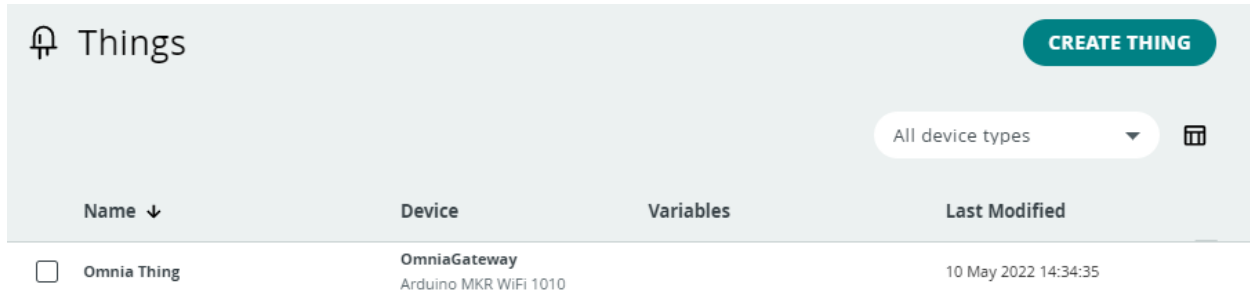 Things
CREATE THING
All device types
Name Device Variables Last Modified
Omnia Thing OmniaGateway 10 May 2022 14:34:35
Arduino MKR WiFi 1010